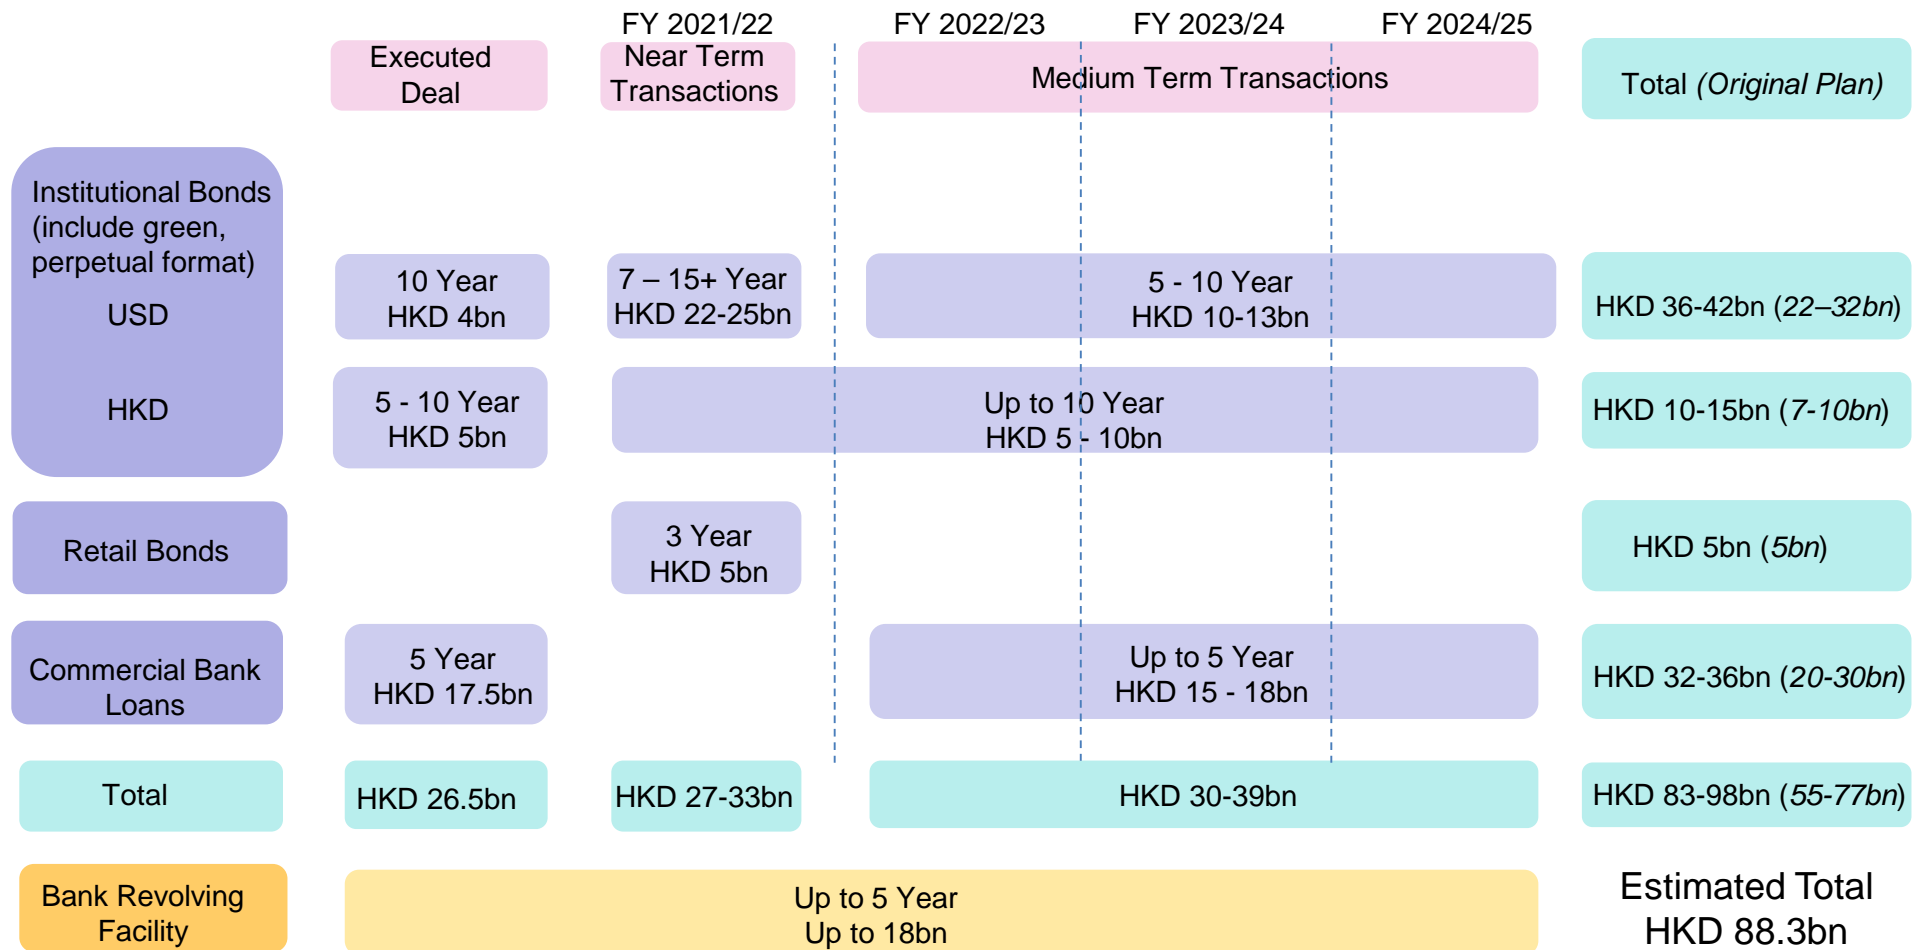 FY 2021/22 FY 2022/23 FY 2023/24 FY 2024/25
Executed
Deal
Near Term
Transactions
Medium Term Transactions
Total (Original Plan)
Institutional Bonds
(include green,
perpetual format)
USD
10 Year
HKD 4bn
7 – 15+ Year
HKD 22-25bn
5 - 10 Year
HKD 10-13bn
HKD 36-42bn (22–32bn)
HKD
5 - 10 Year
HKD 5bn
Up to 10 Year
HKD 5 - 10bn
HKD 10-15bn (7-10bn)
Retail Bonds
3 Year
HKD 5bn
HKD 5bn (5bn)
Commercial Bank
Loans
5 Year
HKD 17.5bn
Up to 5 Year
HKD 15 - 18bn
HKD 32-36bn (20-30bn)
Total
HKD 26.5bn
HKD 27-33bn
HKD 30-39bn
HKD 83-98bn (55-77bn)
Bank Revolving
Facility
Up to 5 Year
Up to 18bn
Estimated Total
HKD 88.3bn